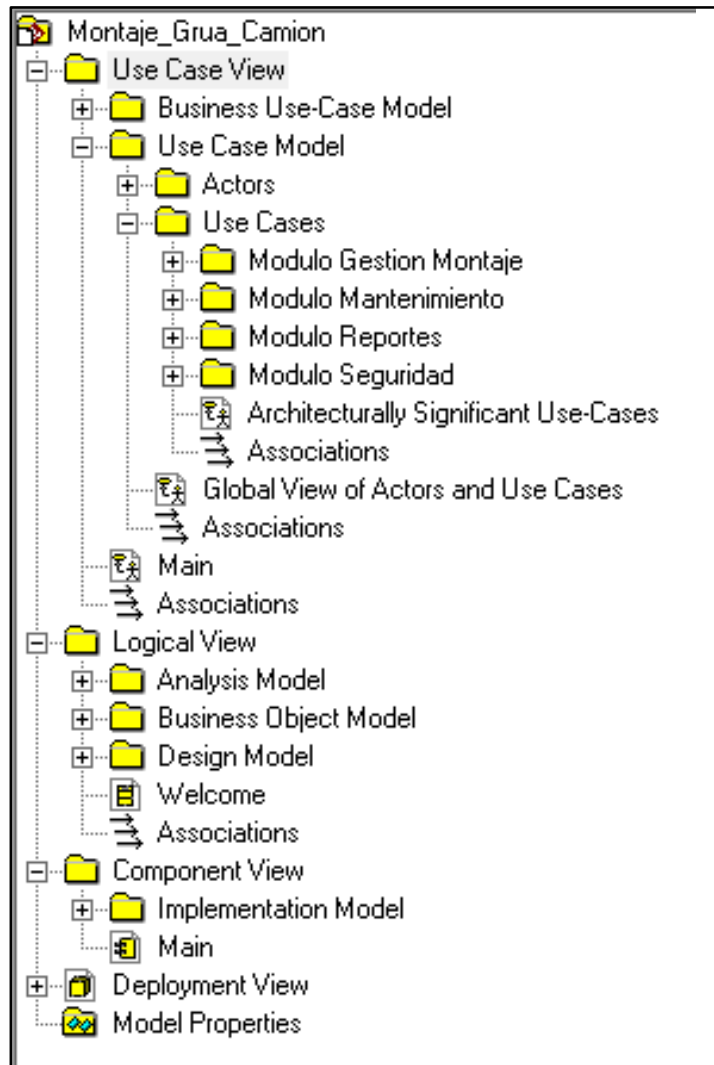 Montaje_Grua_Camion
Use Case View
Business Use-Case Model
Use Case Model
Actors
Use Cases
Modulo Gestion Montaje
Modulo Mantenimiento
Modulo Reportes
Modulo Seguridad
Architecturally Significant Use-Cases
Associations
Global View of Actors and Use Cases
Associations
Main
Associations
Logical View
Analysis Model
Business Object Model
Design Model
Welcome
Associations
Component View
Implementation Model
Main
Deployment View
Model Properties